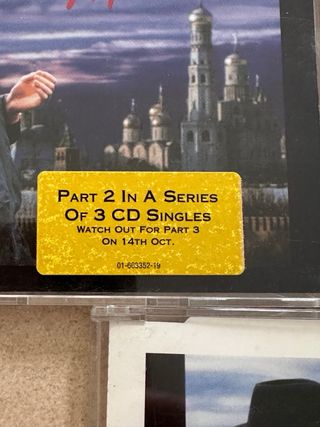 PART 2 IN A SERIES
OF 3 CD SINGLES
WATCH OUT FOR PART 3
ON 14TH OCT.
01-663352-19